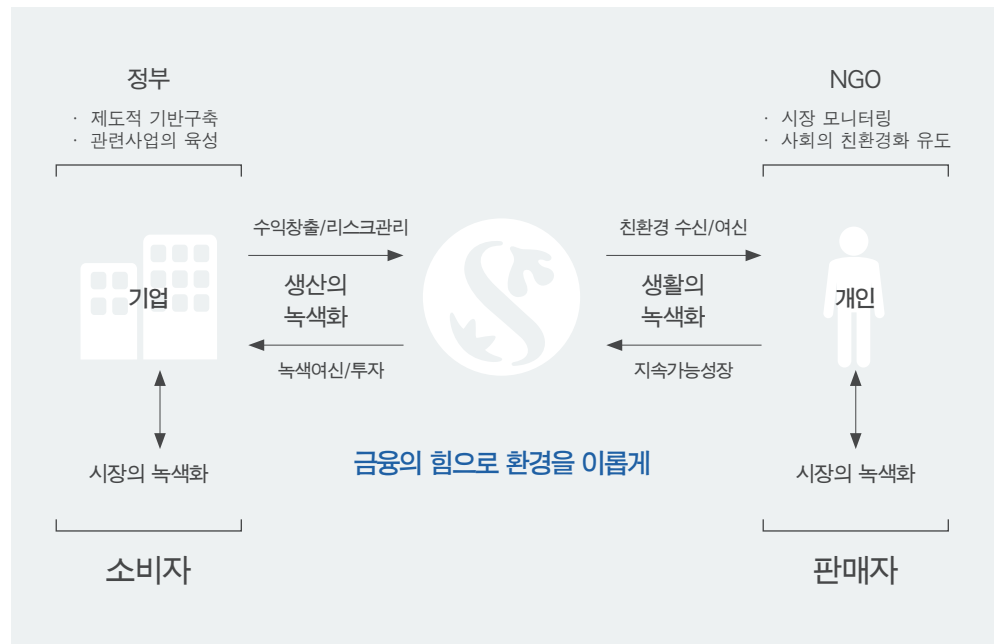 정부
· 제도적 기반구축
· 관련사업의 육성
NGO
· 시장 모니터링
· 사회의 친환경화 유도
기업
수익창출/리스크관리
생산의
녹색화
녹색여신/투자
친환경 수신/여신
생활의
녹색화
지속가능성장
개인
시장의 녹색화
금융의 힘으로 환경을 이롭게
시장의 녹색화
소비자
판매자